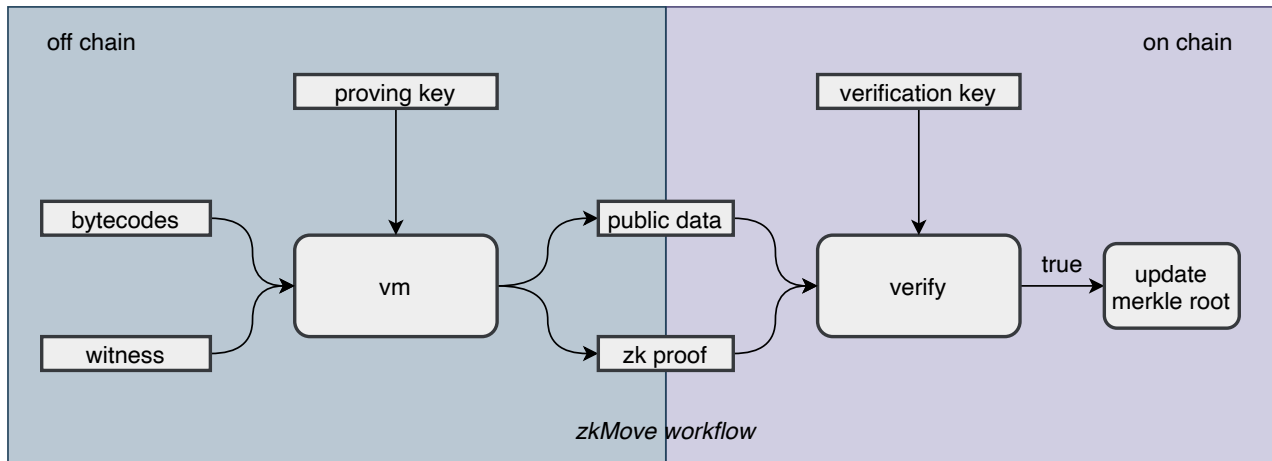 off chain
on chain
proving key
verification key
bytecodes
public data
vm
verify
true
update
merkle root
witness
zk proof
zkMove workflow